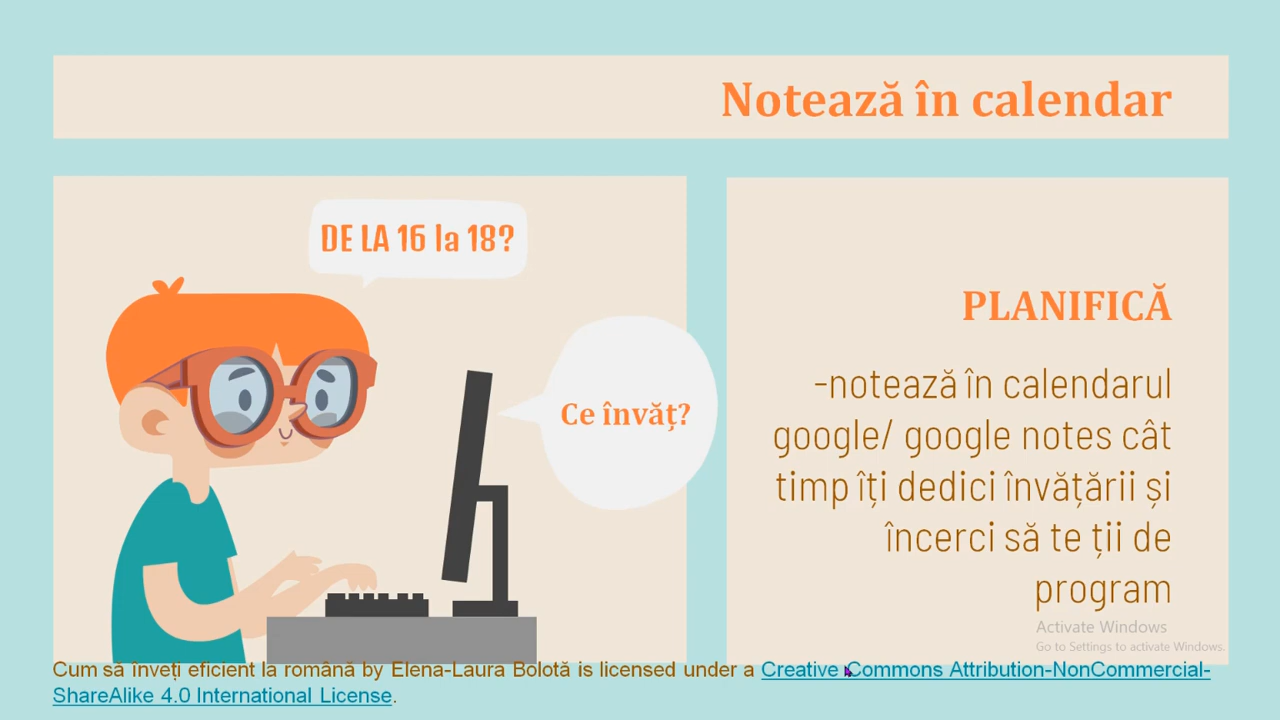 Notează în calendar
DE LA 16 la 18?
Ce învăț?
PLANIFICĂ
-notează în calendarul
google/ google notes cât
timp îți dedici învățării și
încerci să te ții de
program
Activate Windows
Go to Settings to activate Windows.
Cum să înveți eficient la română by Elena-Laura Bolotă is licensed under a Creative Commons Attribution-NonCommercial-
ShareAlike 4.0 International License.